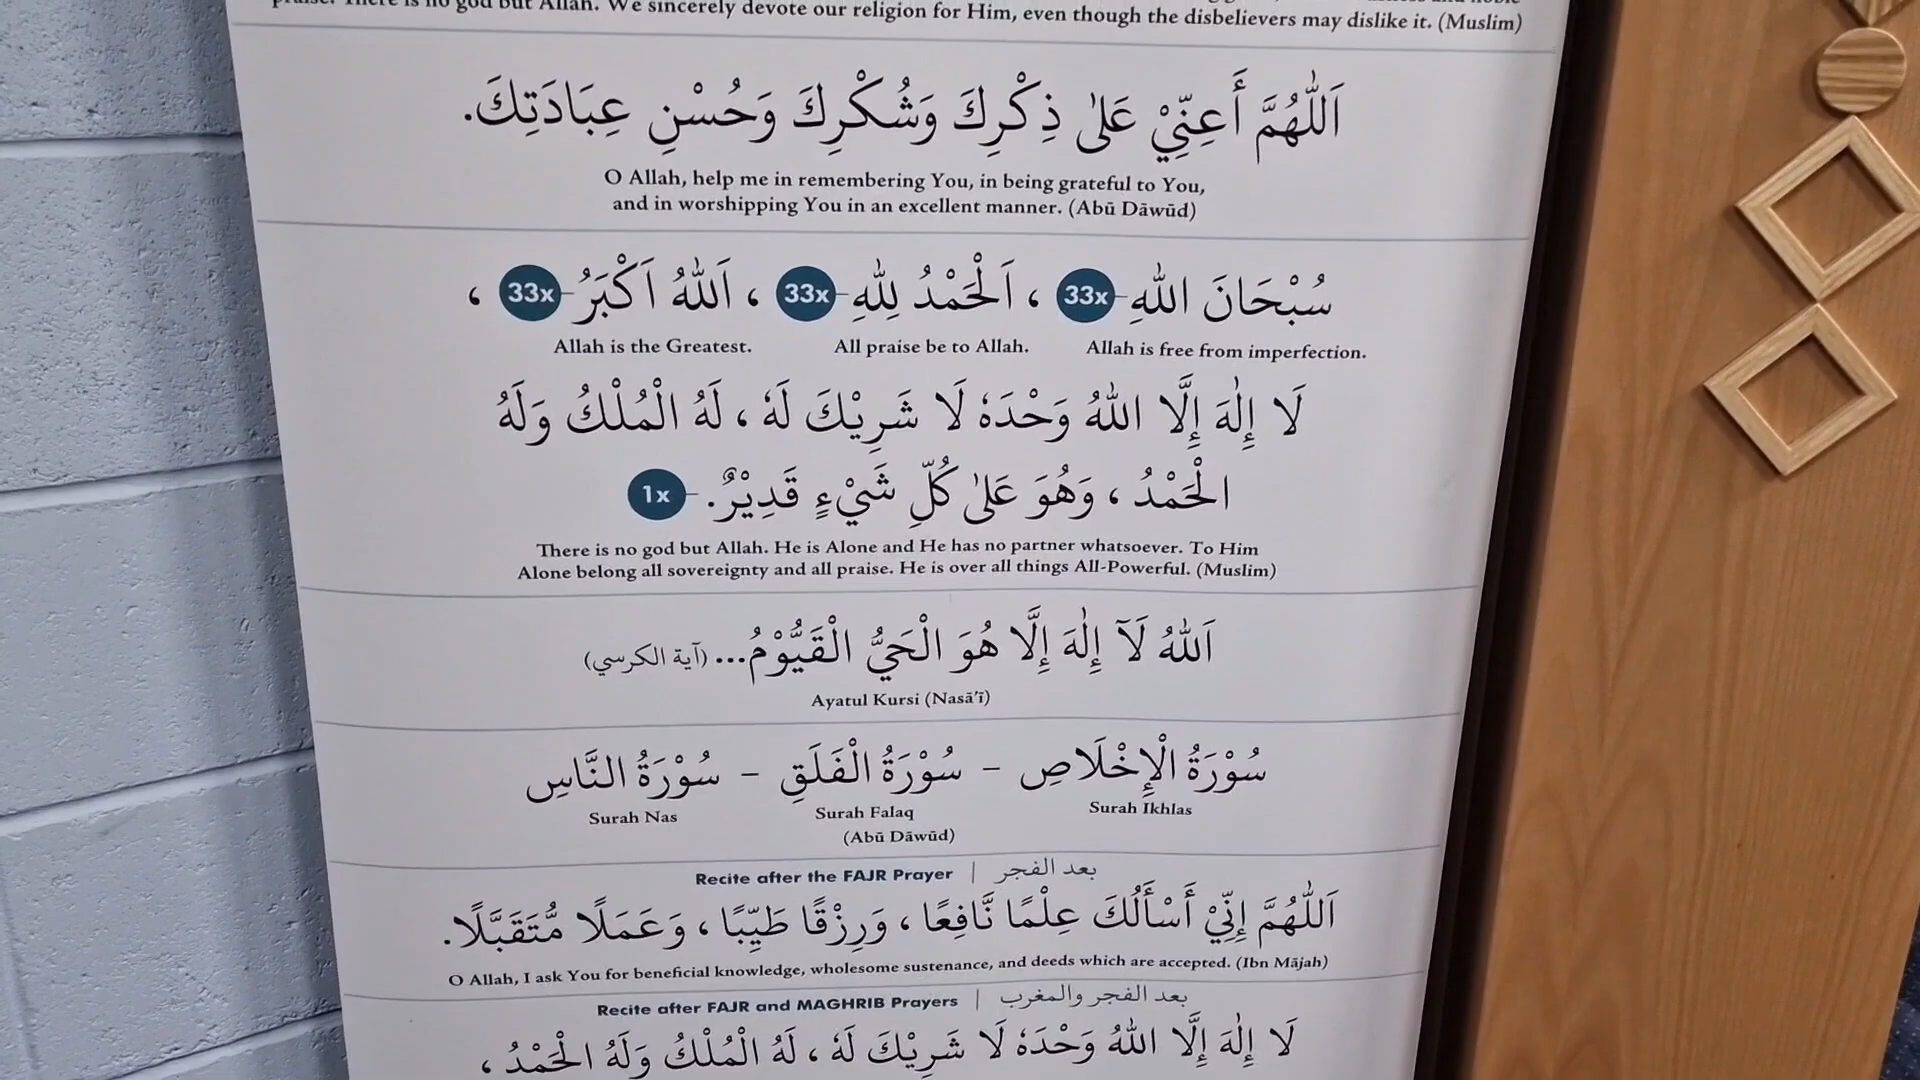 praise. There is no god but Allah. We sincerely devote our religion for Him, even though the disbelievers may dislike it. (Muslim)
اَللّٰهُمَّ أَعِنِّيْ عَلىٰ ذِكْرِكَ وَشُكْرِكَ وَحُسْنِ عِبَادَتِكَ.
O Allah, help me in remembering You, in being grateful to You,
and in worshipping You in an excellent manner. (Abū Dāwūd)
سُبْحَانَ اللّٰهِ 33x ، اَلْحَمْدُ لِلّٰهِ 33x ، اَللّٰهُ اَكْبَرُ 33x ،
Allah is free from imperfection. All praise be to Allah. Allah is the Greatest.
لَا إِلٰهَ إِلَّا اللّٰهُ وَحْدَهٗ لَا شَرِيْكَ لَهٗ ، لَهُ الْمُلْكُ وَلَهُ
الْحَمْدُ ، وَهُوَ عَلىٰ كُلِّ شَيْءٍ قَدِيْرٌ. 1x
There is no god but Allah. He is Alone and He has no partner whatsoever. To Him
Alone belong all sovereignty and all praise. He is over all things All-Powerful. (Muslim)
اَللّٰهُ لَآ إِلٰهَ إِلَّا هُوَ الْحَيُّ الْقَيُّوْمُ... (آية الكرسي)
Ayatul Kursi (Nasā’ī)
سُوْرَةُ الْإِخْلَاصِ – سُوْرَةُ الْفَلَقِ – سُوْرَةُ النَّاسِ
Surah Ikhlas Surah Falaq Surah Nas
(Abū Dāwūd)
Recite after the FAJR Prayer | بعد الفجر
اَللّٰهُمَّ إِنِّيْ أَسْأَلُكَ عِلْمًا نَّافِعًا ، وَرِزْقًا طَيِّبًا ، وَعَمَلًا مُّتَقَبَّلًا.
O Allah, I ask You for beneficial knowledge, wholesome sustenance, and deeds which are accepted. (Ibn Mājah)
Recite after FAJR and MAGHRIB Prayers | بعد الفجر والمغرب
لَا إِلٰهَ إِلَّا اللّٰهُ وَحْدَهٗ لَا شَرِيْكَ لَهٗ ، لَهُ الْمُلْكُ وَلَهُ الْحَمْدُ ،